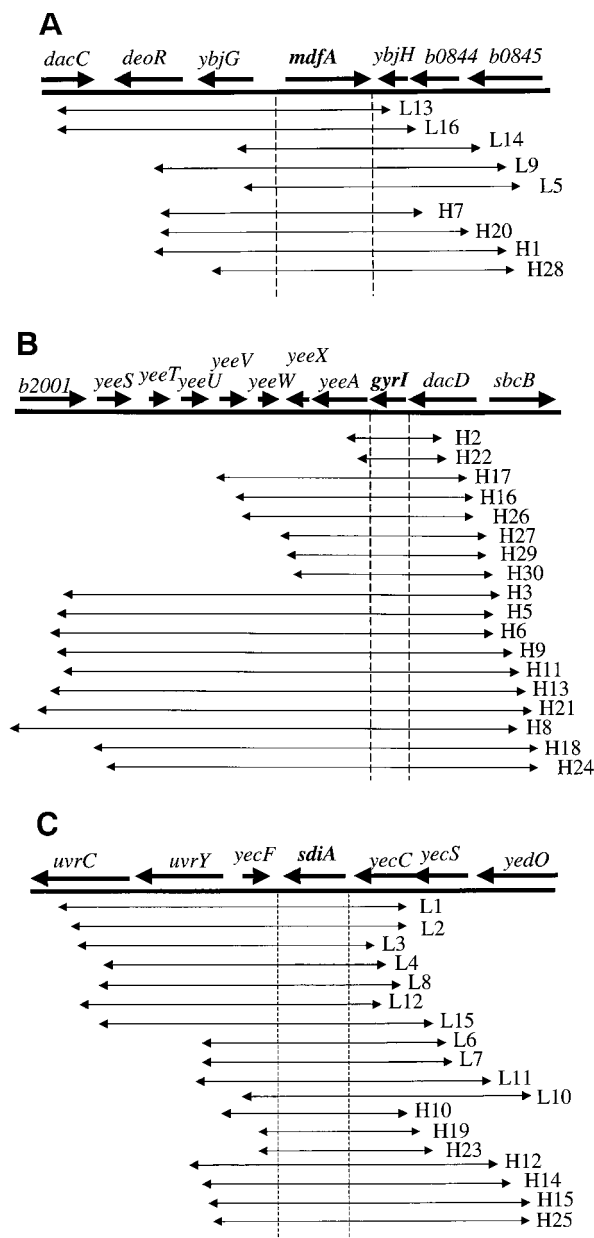 A
dacC deoR ybjG mdfA ybjH b0844 b0845
L13
L16
L14
L9
L5
H7
H20
H1
H28
B
b2001 yeeS yeeT yeeU yeeV yeeW yeeX yeeA gyrI dacD sbcB
H2
H22
H17
H16
H26
H27
H29
H30
H3
H5
H6
H9
H11
H13
H21
H8
H18
H24
C
uvrC uvrY yecF sdiA yecC yecS yedO
L1
L2
L3
L4
L8
L12
L15
L6
L7
L11
L10
H10
H19
H23
H12
H14
H15
H25